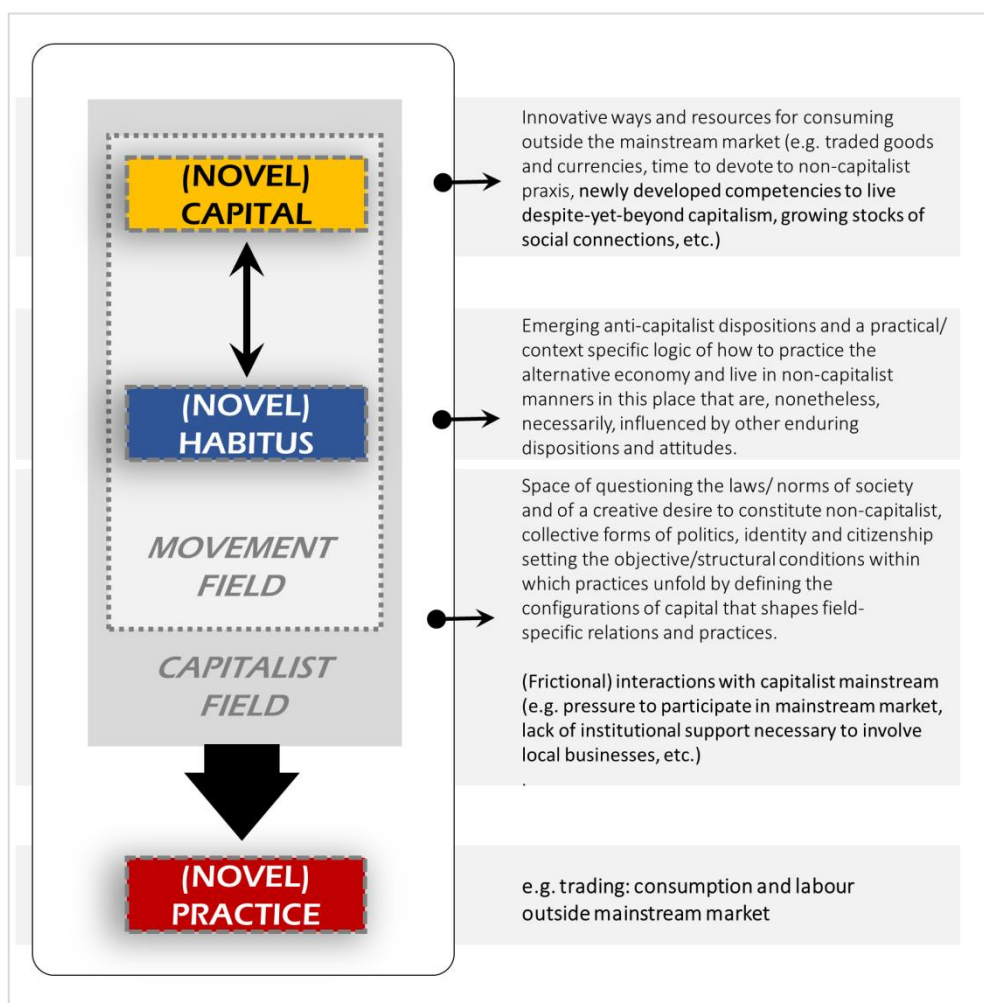 (NOVEL)
CAPITAL
Innovative ways and resources for consuming
outside the mainstream market (e.g. traded goods
and currencies, time to devote to non-capitalist
praxis, newly developed competencies to live
despite-yet-beyond capitalism, growing stocks of
social connections, etc.)
(NOVEL)
HABITUS
Emerging anti-capitalist dispositions and a practical/
context specific logic of how to practice the
alternative economy and live in non-capitalist
manners in this place that are, nonetheless,
necessarily, influenced by other enduring
dispositions and attitudes.
MOVEMENT
FIELD
CAPITALIST
FIELD
Space of questioning the laws/ norms of society
and of a creative desire to constitute non-capitalist,
collective forms of politics, identity and citizenship
setting the objective/structural conditions within
which practices unfold by defining the
configurations of capital that shapes field-
specific relations and practices.
(Frictional) interactions with capitalist mainstream
(e.g. pressure to participate in mainstream market,
lack of institutional support necessary to involve
local businesses, etc.)
.
(NOVEL)
PRACTICE
e.g. trading: consumption and labour
outside mainstream market